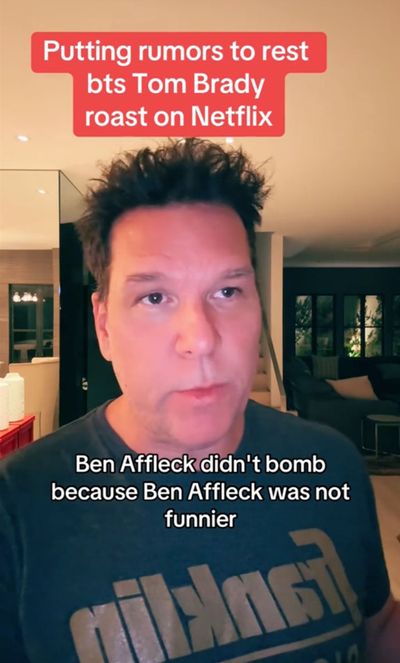 Putting rumors to rest
bts Tom Brady
roast on Netflix
Ben Affleck didn't bomb
because Ben Affleck was not
funnier
franklin